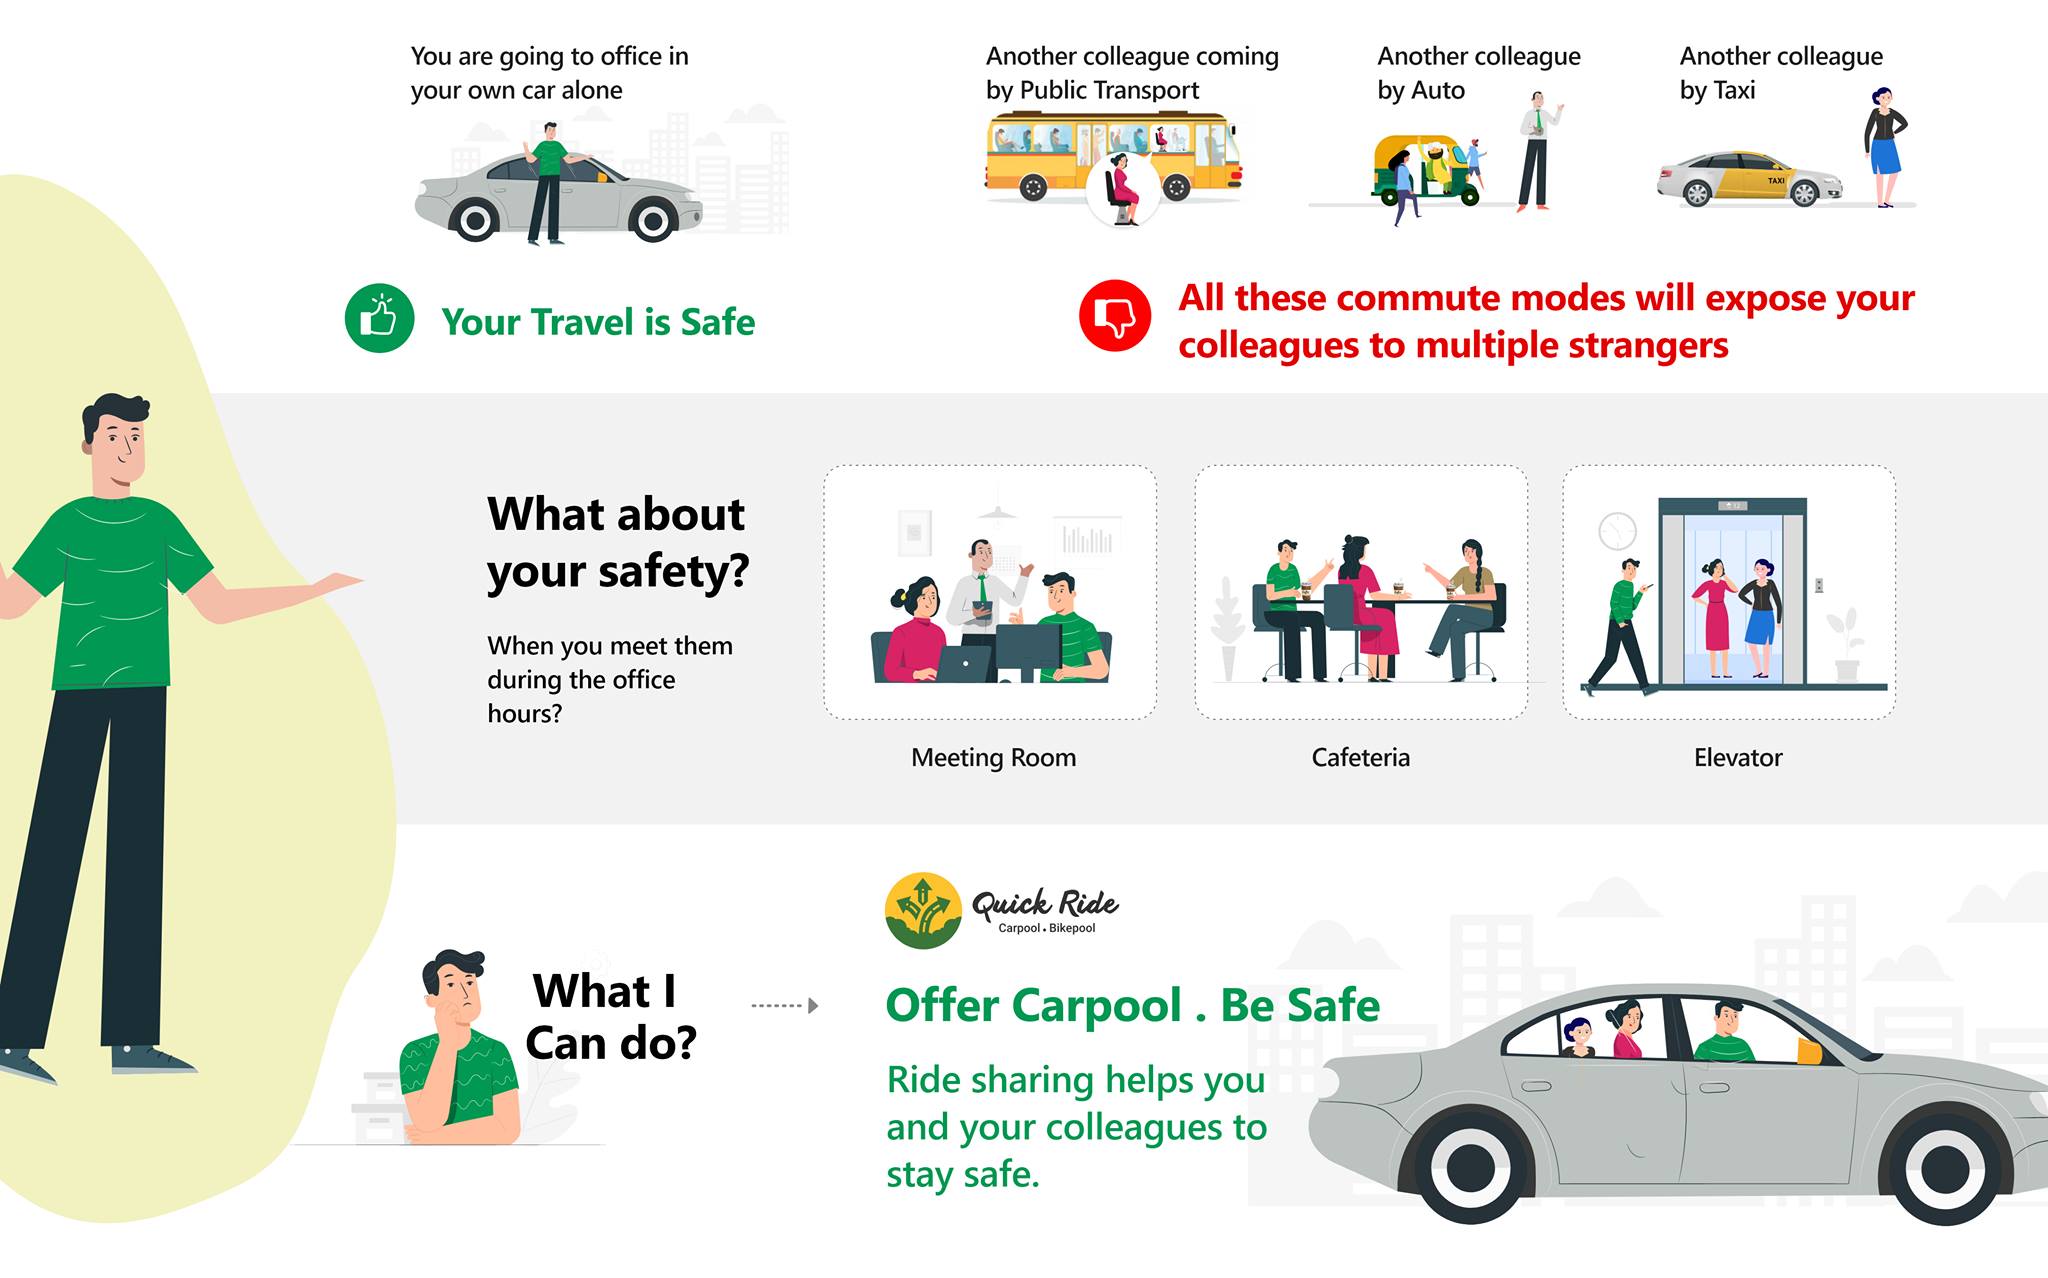 You are going to office in
your own car alone
Another colleague coming
by Public Transport
Another colleague
by Auto
Another colleague
by Taxi
TAXI
Your Travel is Safe
All these commute modes will expose your
colleagues to multiple strangers
What about
your safety?
When you meet them
during the office
hours?
Meeting Room
Cafeteria
Elevator
Quick Ride
Carpool . Bikepool
What I
Can do?
Offer Carpool . Be Safe
Ride sharing helps you
and your colleagues to
stay safe.